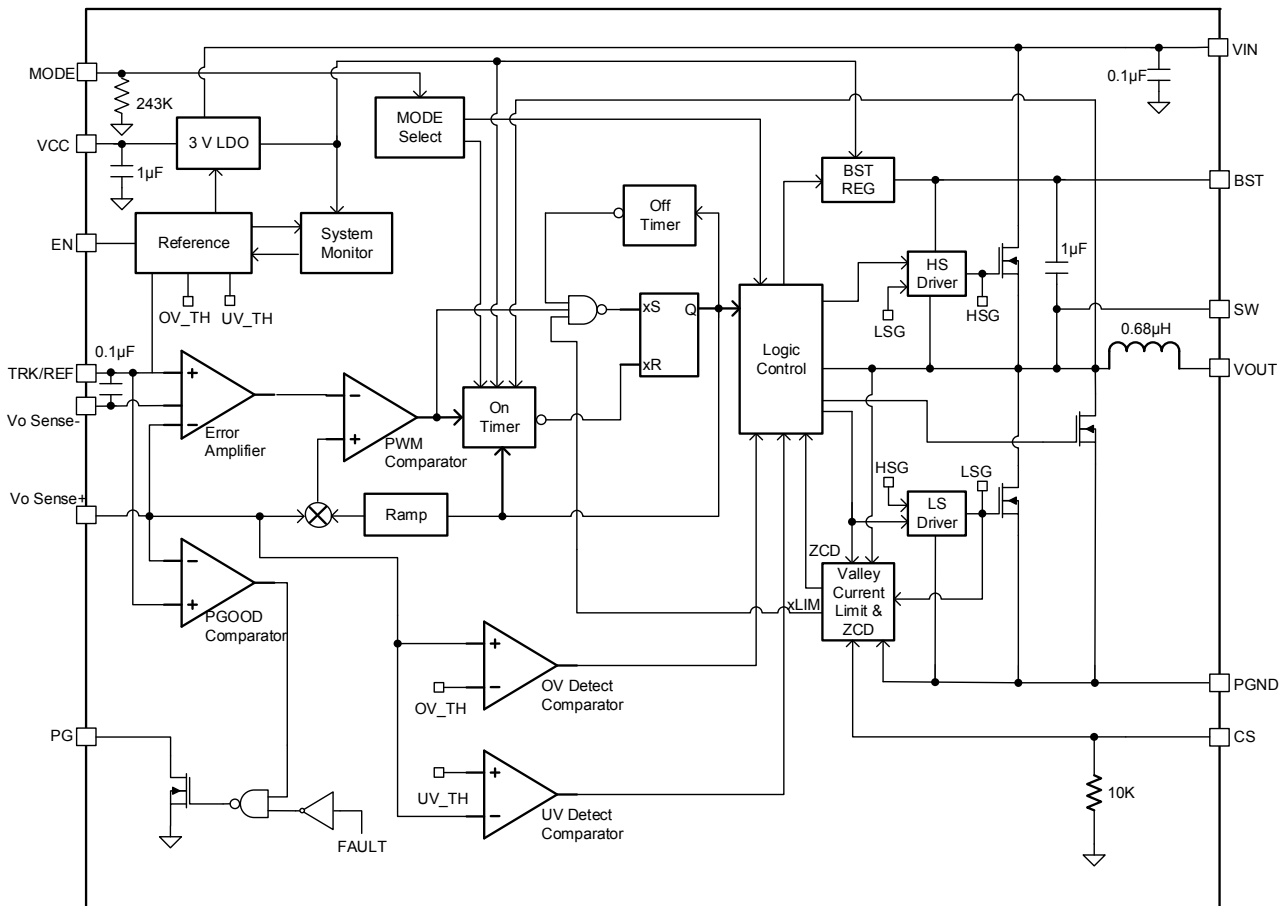 VIN
MODE
0.1µF
243K
MODE
Select
VCC
3 V LDO
1µF
BST
REG
BST
Off
Timer
EN
Reference
System
Monitor
HS
Driver
1µF
OV_TH
UV_TH
LSG
HSG
SW
xS
Q
0.1µF
0.68µH
TRK/REF
Logic
Control
VOUT
xR
Vo Sense-
On
Timer
Error
Amplifier
PWM
Comparator
HSG
LSG
Vo Sense+
Ramp
LS
Driver
ZCD
Valley
Current
Limit &
ZCD
xLIM
PGOOD
Comparator
OV_TH
OV Detect
Comparator
PGND
PG
CS
UV_TH
UV Detect
Comparator
10K
FAULT